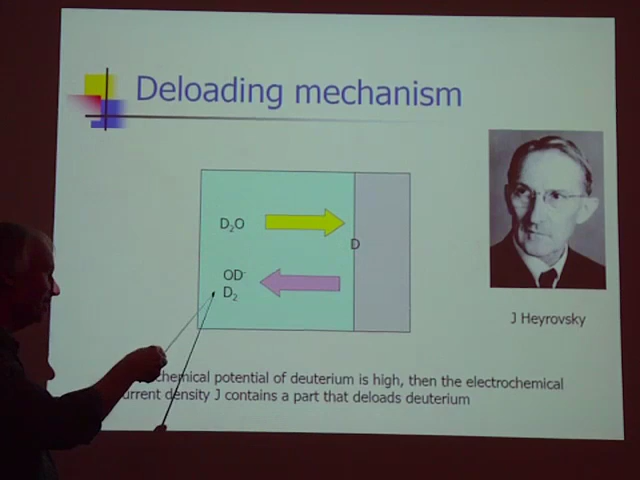 Deloading mechanism
D₂O
D
OD⁻
D₂
J Heyrovsky
chemical potential of deuterium is high, then the electrochemical
density J contains a part that deloads deuterium